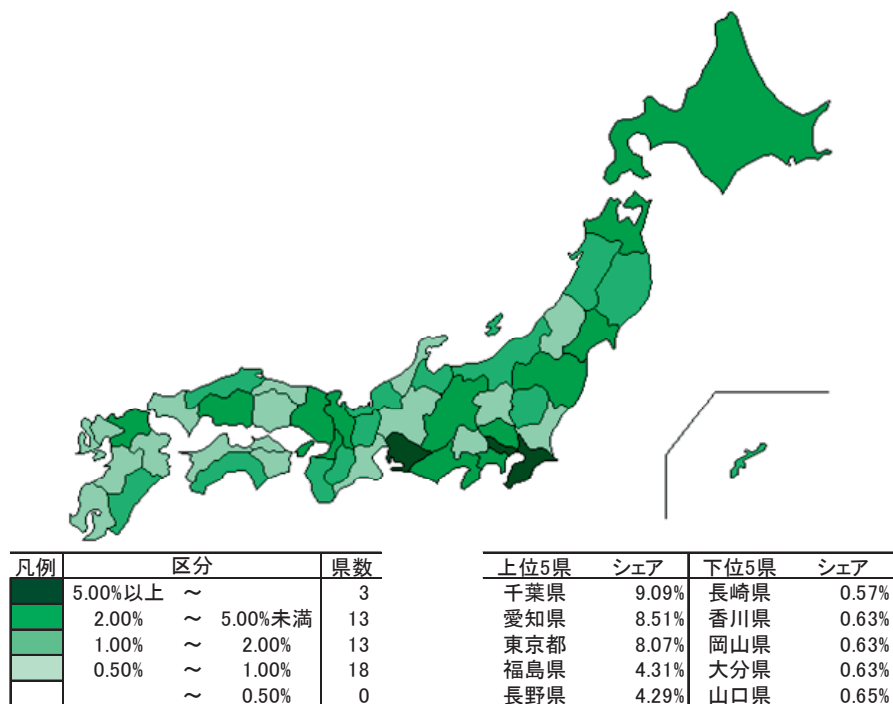 凡例 区分 県数
5.00%以上 ～ 3
2.00% ～ 5.00%未満 13
1.00% ～ 2.00% 13
0.50% ～ 1.00% 18
～ 0.50% 0
上位5県 シェア 下位5県 シェア
千葉県 9.09% 長崎県 0.57%
愛知県 8.51% 香川県 0.63%
東京都 8.07% 岡山県 0.63%
福島県 4.31% 大分県 0.63%
長野県 4.29% 山口県 0.65%